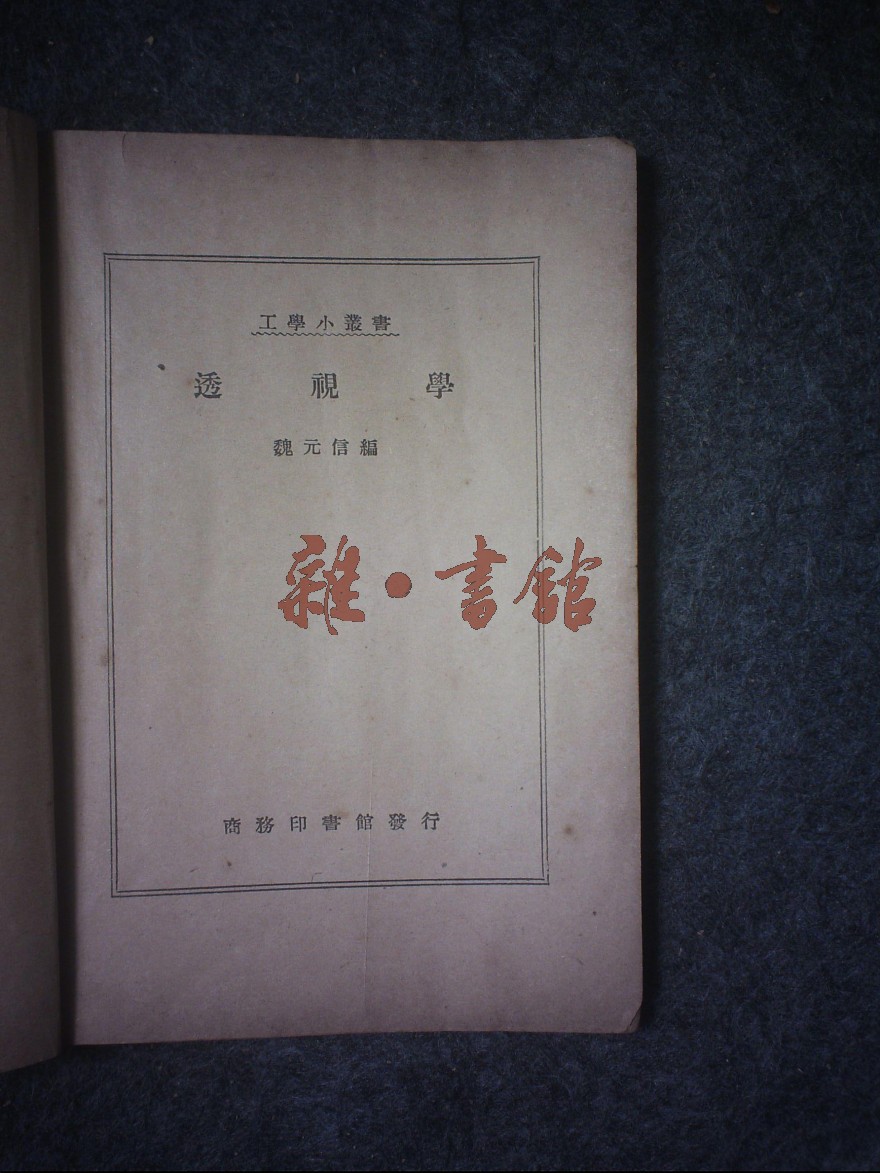 工學小叢書
透視學
魏元信編
雜·書館
商務印書館發行